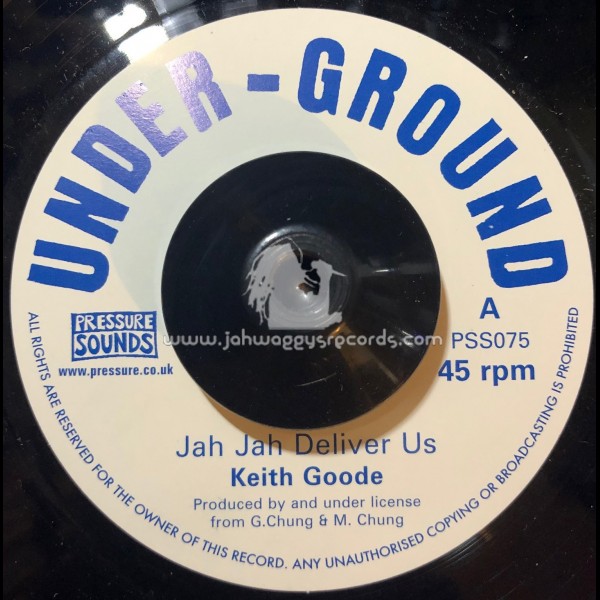 UNDER-GROUND
A
PSS075
45 rpm
PRESSURE
SOUNDS
www.pressure.co.uk
www.jahwaggysrecords.com
Jah Jah Deliver Us
Keith Goode
Produced by and under license
from G.Chung & M. Chung
ALL RIGHTS ARE RESERVED FOR THE OWNER OF THIS RECORD. ANY UNAUTHORISED COPYING OR BROADCASTING IS PROHIBITED